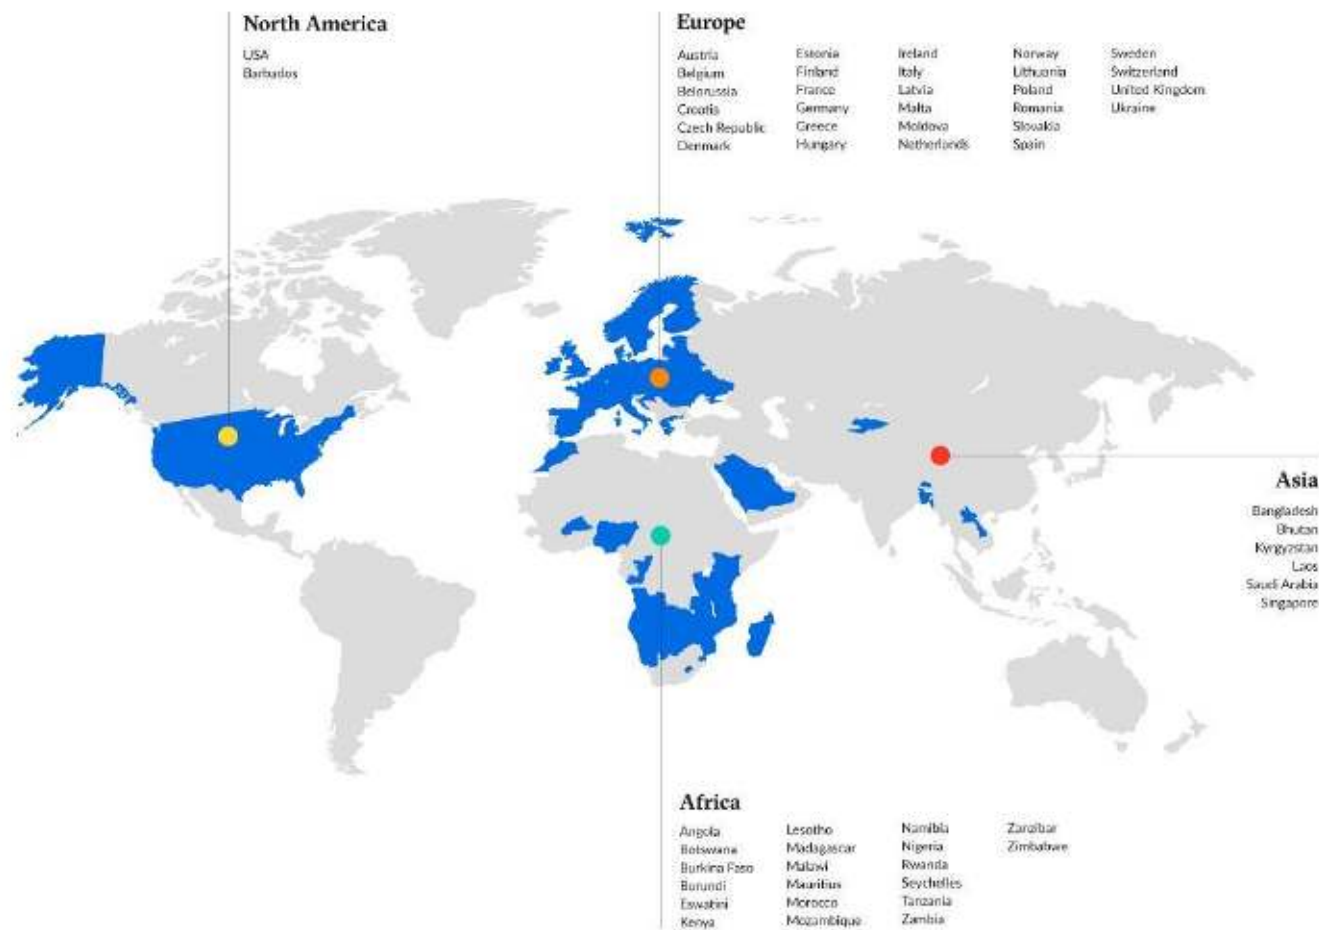 North America
USA
Barbados
Europe
Austria
Belgium
Belorussia
Croatia
Czech Republic
Denmark
Estonia
Finland
France
Germany
Greece
Hungary
Ireland
Italy
Latvia
Malta
Moldova
Netherlands
Norway
Lithuania
Poland
Romania
Slovakia
Spain
Sweden
Switzerland
United Kingdom
Ukraine
Asia
Bangladesh
Bhutan
Kyrgyzstan
Laos
Saudi Arabia
Singapore
Africa
Angola
Botswana
Burkina Faso
Burundi
Eswatini
Kenya
Lesotho
Madagascar
Malawi
Mauritius
Morocco
Mozambique
Namibia
Nigeria
Rwanda
Seychelles
Tanzania
Zambia
Zanzibar
Zimbabwe